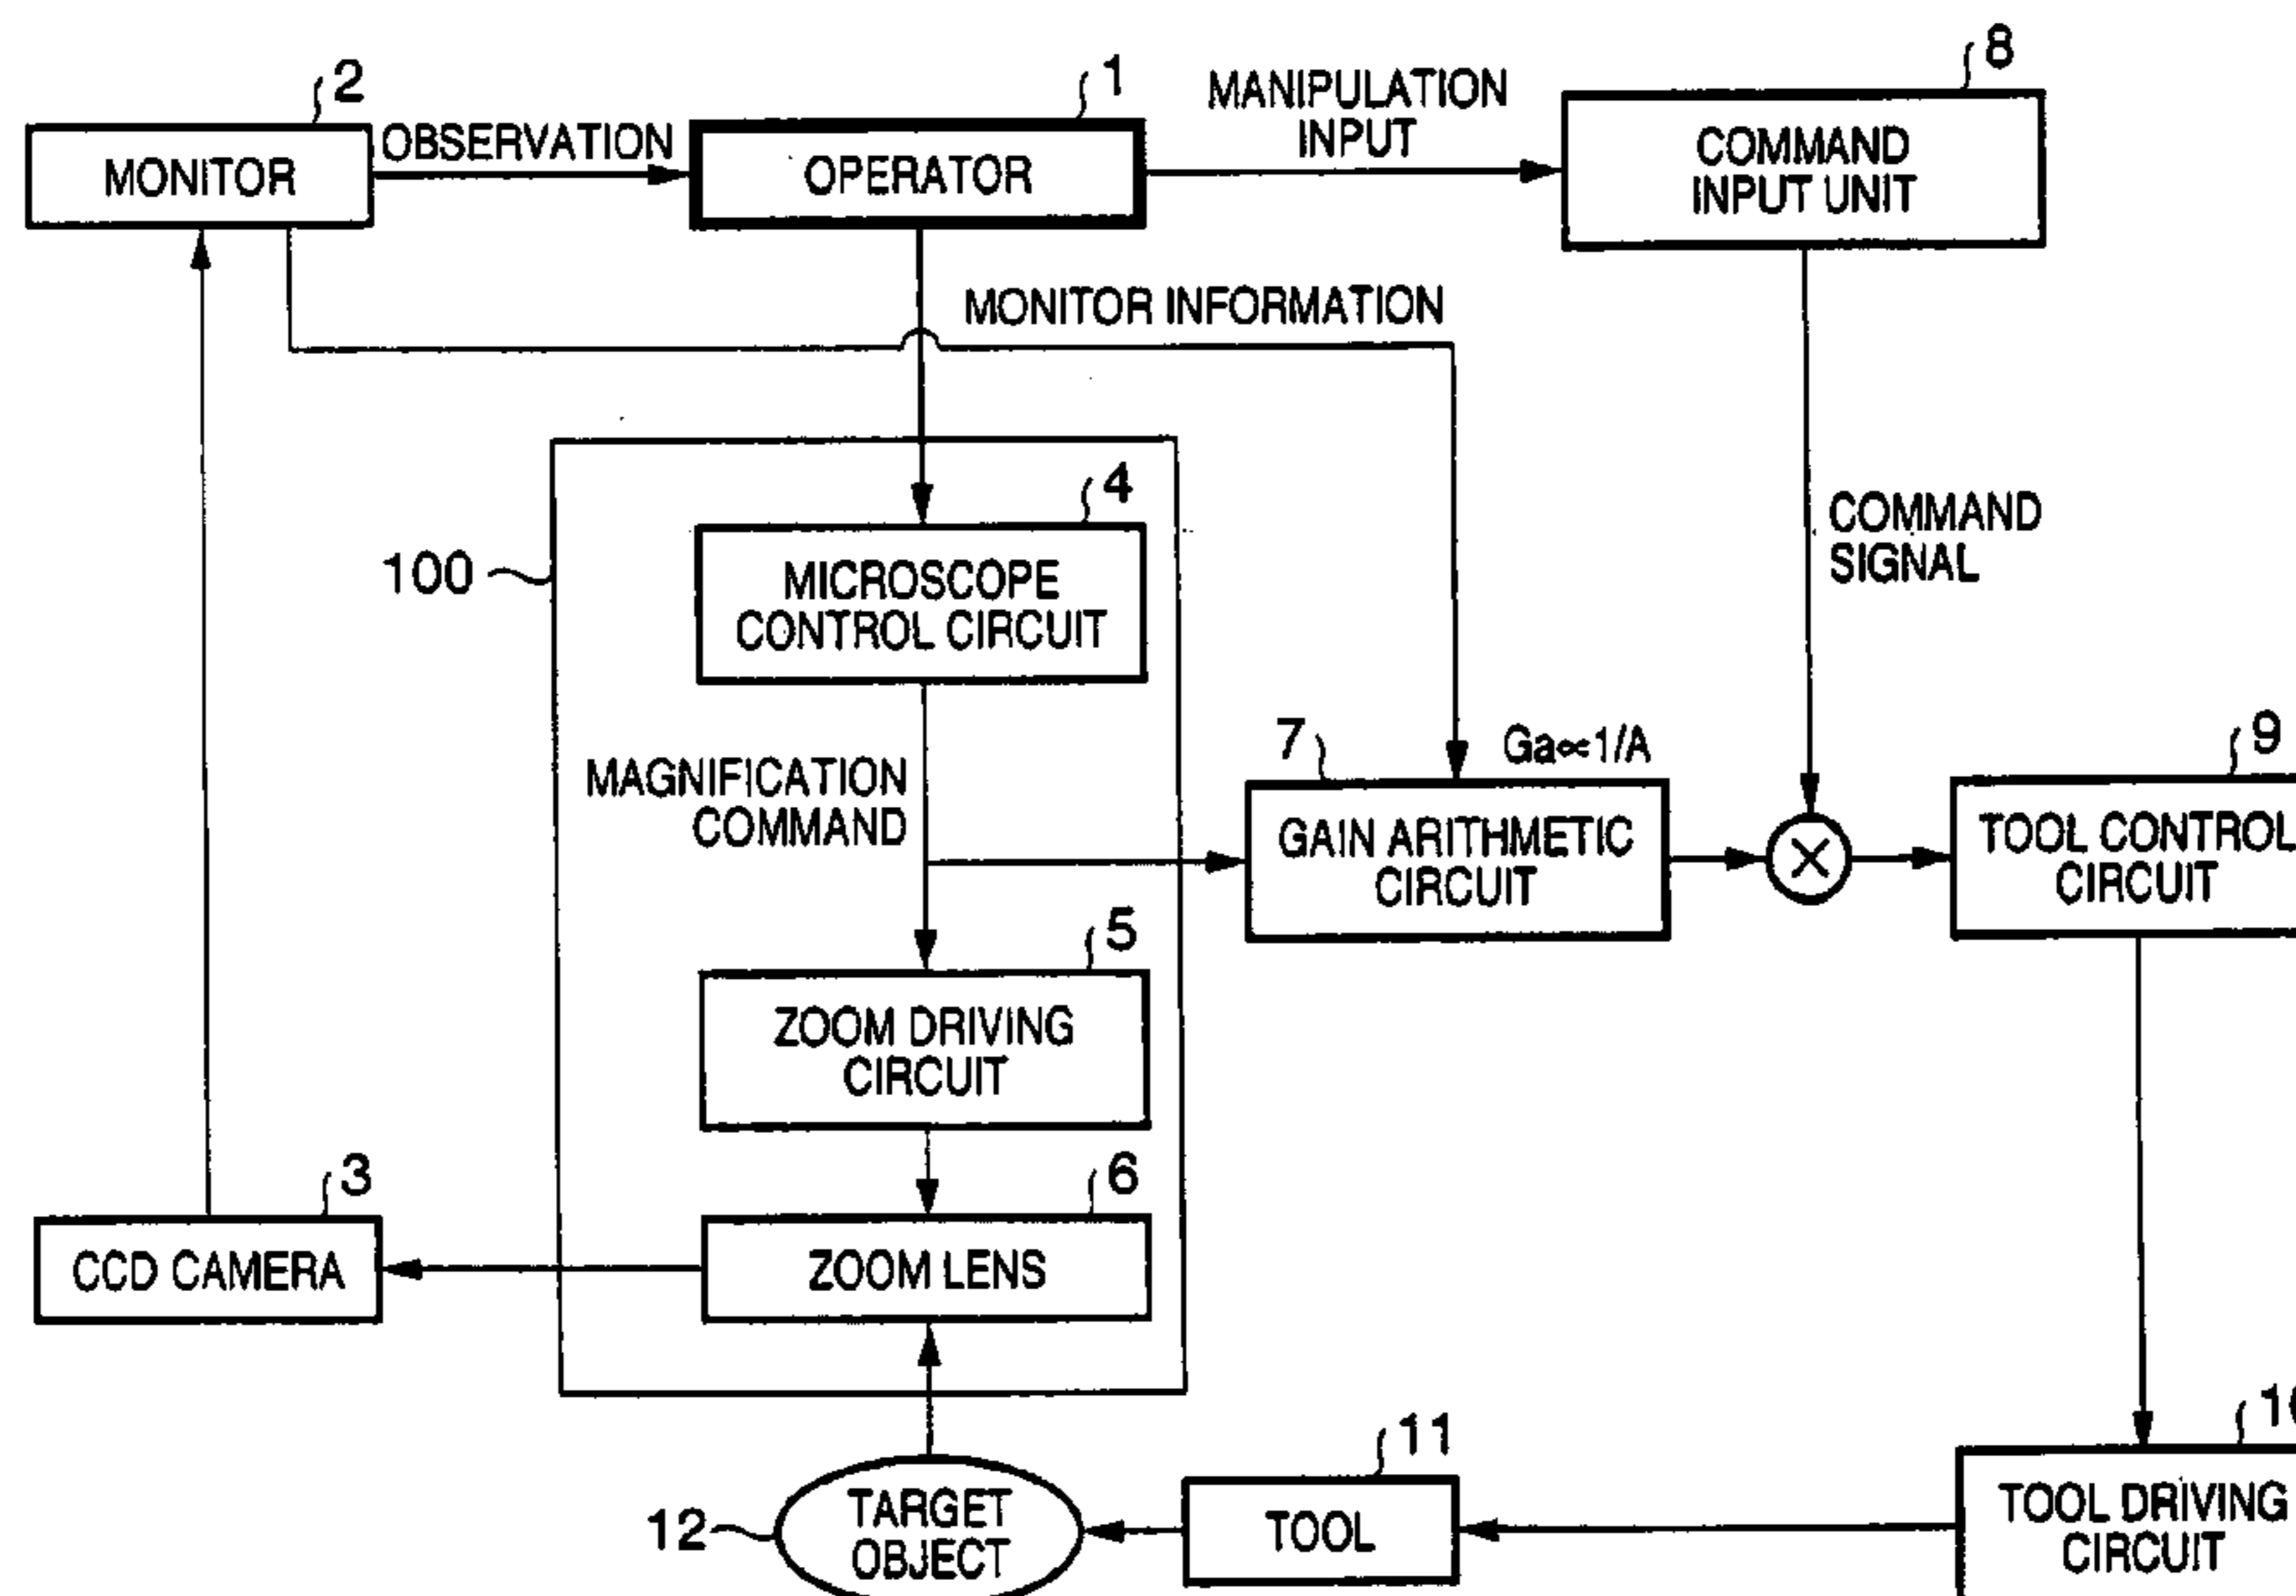 2
1
8
MONITOR
OBSERVATION
OPERATOR
MANIPULATION
INPUT
COMMAND
INPUT UNIT
MONITOR INFORMATION
4
100
MICROSCOPE
CONTROL CIRCUIT
COMMAND
SIGNAL
MAGNIFICATION
COMMAND
7
Ga∝1/A
9
GAIN ARITHMETIC
CIRCUIT
TOOL CONTROL
CIRCUIT
5
ZOOM DRIVING
CIRCUIT
3
6
CCD CAMERA
ZOOM LENS
11
12
TARGET
OBJECT
TOOL
TOOL DRIVING
CIRCUIT